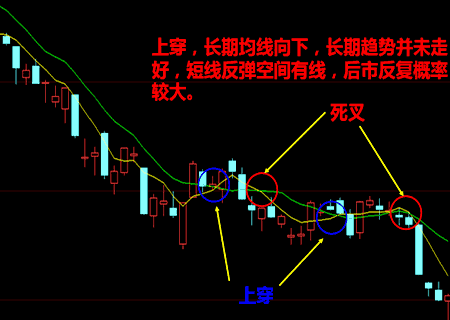 上穿，长期均线向下，长期趋势并未走
好，短线反弹空间有线，后市反复概率
较大。
死叉
上穿